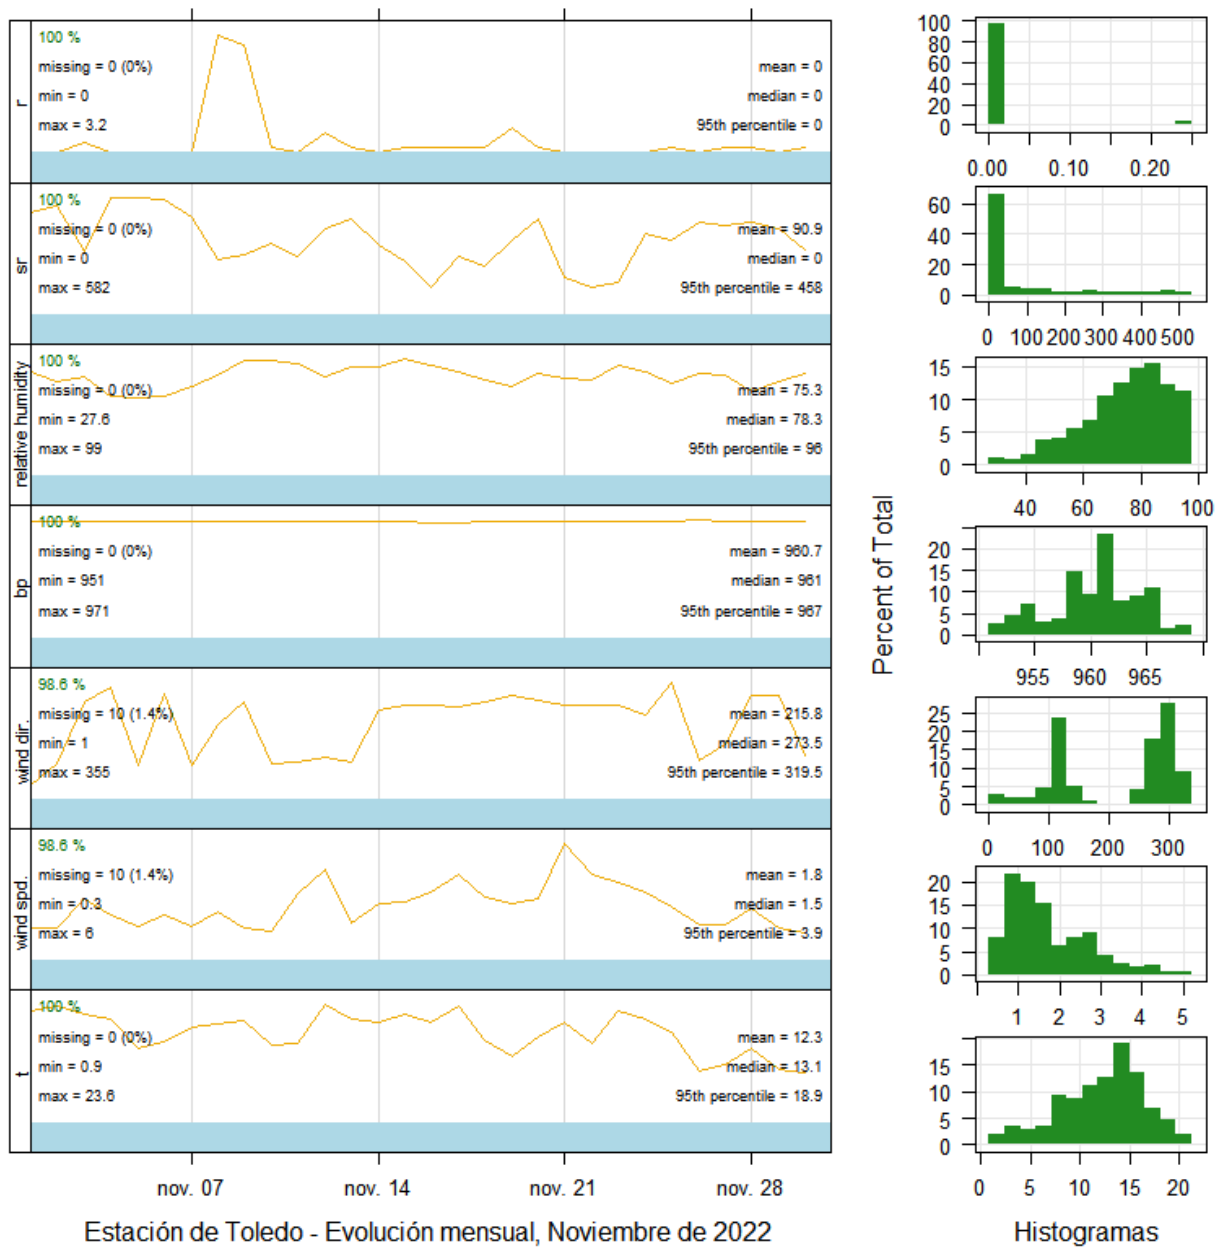 r
100 %
missing = 0 (0%)
min = 0
max = 3.2
mean = 0
median = 0
95th percentile = 0
sr
100 %
missing = 0 (0%)
min = 0
max = 582
mean = 90.9
median = 0
95th percentile = 458
relative humidity
100 %
missing = 0 (0%)
min = 27.6
max = 99
mean = 75.3
median = 78.3
95th percentile = 96
bp
100 %
missing = 0 (0%)
min = 951
max = 971
mean = 960.7
median = 961
95th percentile = 967
wind dir.
98.6 %
missing = 10 (1.4%)
min = 1
max = 355
mean = 215.8
median = 273.5
95th percentile = 319.5
wind spd.
98.6 %
missing = 10 (1.4%)
min = 0.3
max = 6
mean = 1.8
median = 1.5
95th percentile = 3.9
t
100 %
missing = 0 (0%)
min = 0.9
max = 23.6
mean = 12.3
median = 13.1
95th percentile = 18.9
nov. 07 nov. 14 nov. 21 nov. 28
Estación de Toledo - Evolución mensual, Noviembre de 2022
Percent of Total
100
80
60
40
20
0
0.00 0.10 0.20
60
40
20
0
0 100 200 300 400 500
15
10
5
0
40 60 80 100
20
15
10
5
0
955 960 965
25
20
15
10
5
0
0 100 200 300
20
15
10
5
0
1 2 3 4 5
15
10
5
0
0 5 10 15 20
Histogramas